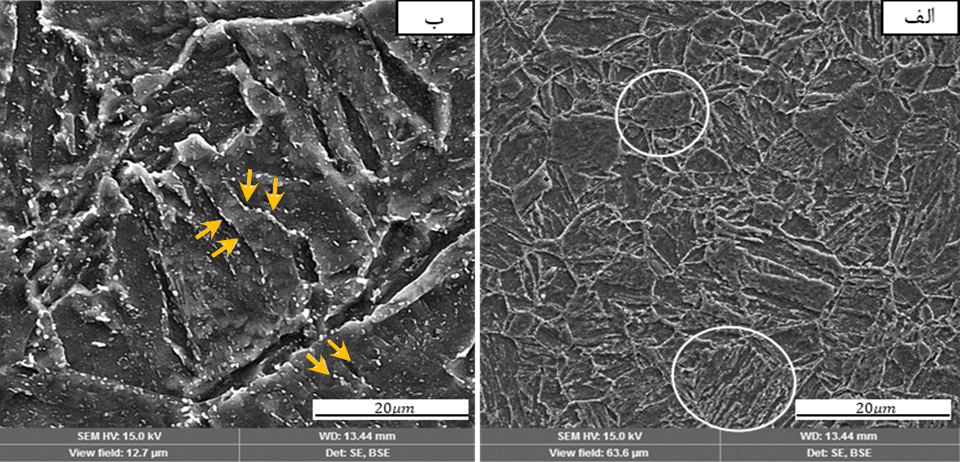 الف
20μm
SEM HV: 15.0 kV WD: 13.44 mm
View field: 63.6 μm Det: SE, BSE
ب
20μm
SEM HV: 15.0 kV WD: 13.44 mm
View field: 12.7 μm Det: SE, BSE